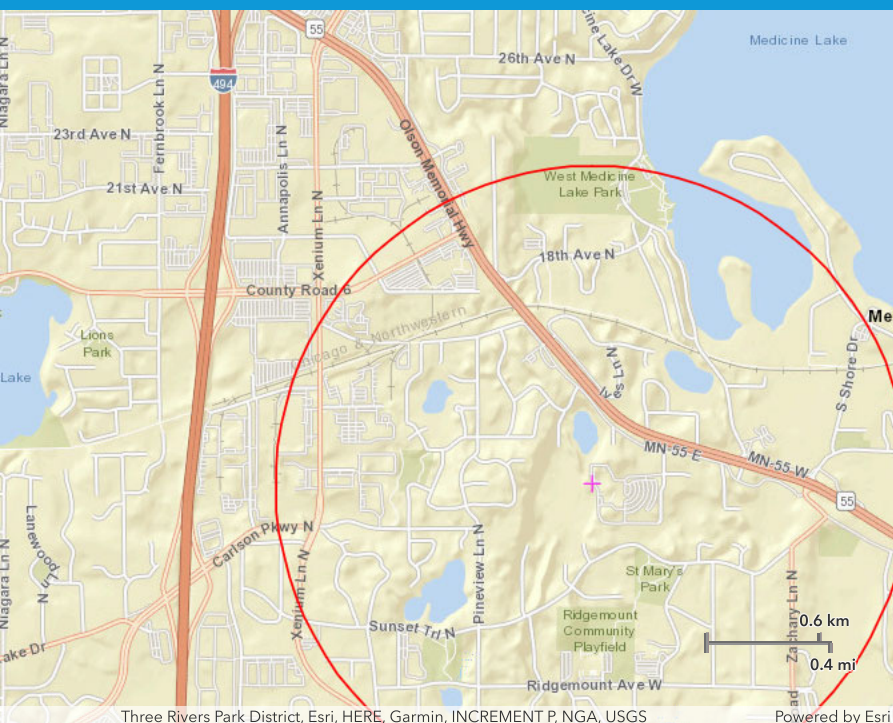 55
Medicine Lake
cine Lake Dr W
26th Ave N
Niagara Ln N
494
Fernbrook Ln N
23rd Ave N
Annapolis Ln N
Olson Memorial Hwy
21st Ave N
West Medicine
Lake Park
Xenium Ln N
18th Ave N
County Road 6
Me
Chicago & Northwestern
Lions
Park
Lake
S Shore Dr
Ives Ln N
MN-55 E
MN-55 W
55
Lanewood Ln N
Niagara Ln N
Carlson Pkwy N
Pineview Ln N
Xenium Ln N
St Mary's
Park
Zachary Ln N
Ridgemount
Community
Playfield
0.6 km
0.4 mi
Sunset Trl N
ake Dr
Ridgemount Ave W
ad
Three Rivers Park District, Esri, HERE, Garmin, INCREMENT P, NGA, USGS
Powered by Esr